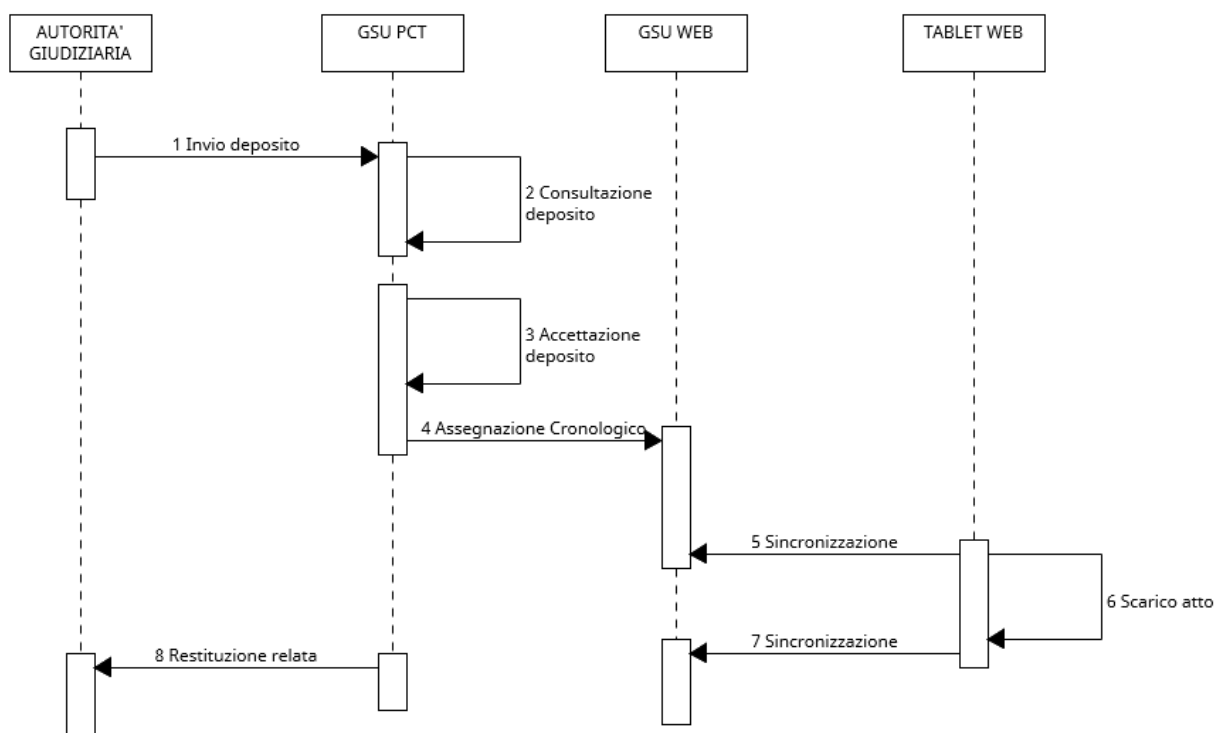 AUTORITA'
GIUDIZIARIA
GSU PCT
GSU WEB
TABLET WEB
1 Invio deposito
2 Consultazione
deposito
3 Accettazione
deposito
4 Assegnazione Cronologico
5 Sincronizzazione
6 Scarico atto
7 Sincronizzazione
8 Restituzione relata